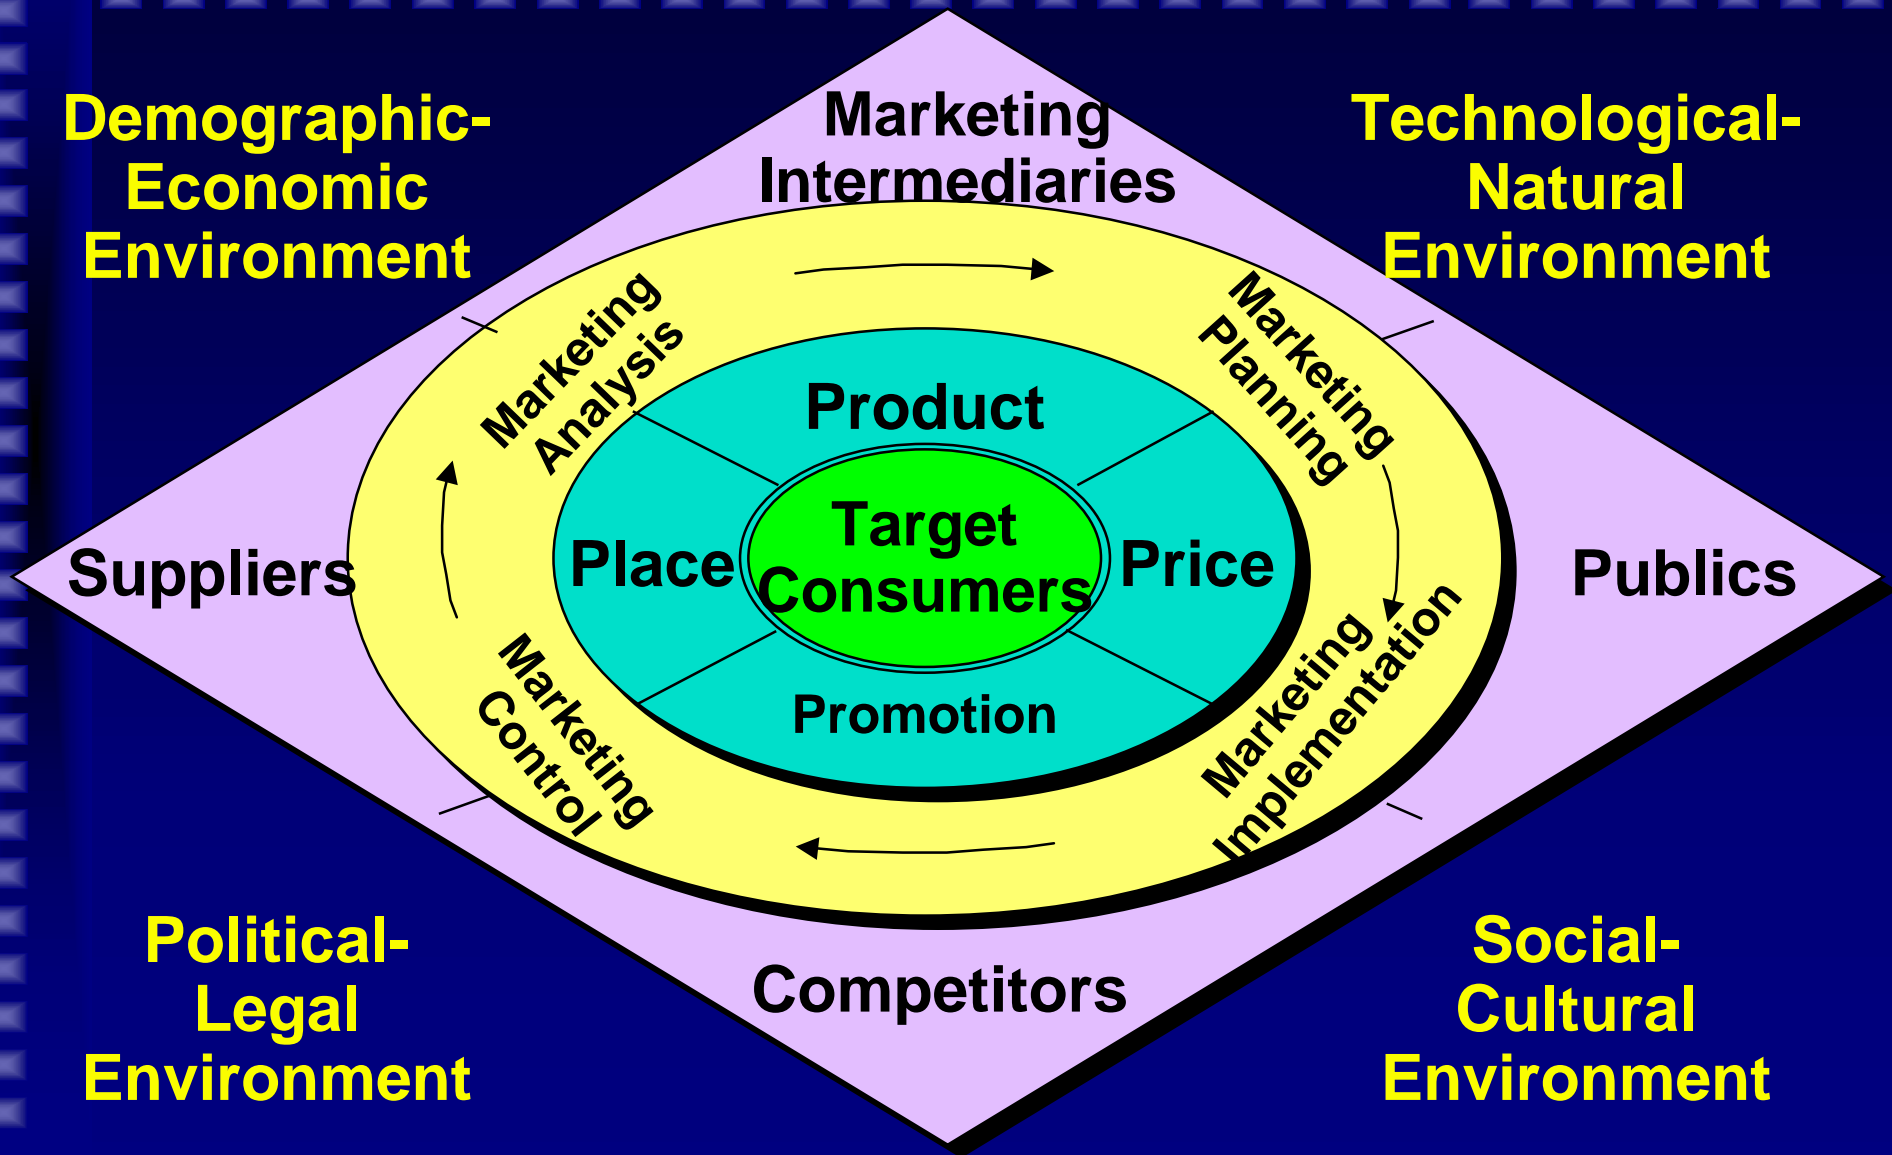 Demographic-
Economic
Environment
Marketing
Intermediaries
Technological-
Natural
Environment
Marketing
Analysis
Marketing
Planning
Product
Target
Consumers
Place
Price
Suppliers
Publics
Promotion
Marketing
Control
Marketing
Implementation
Competitors
Political-
Legal
Environment
Social-
Cultural
Environment